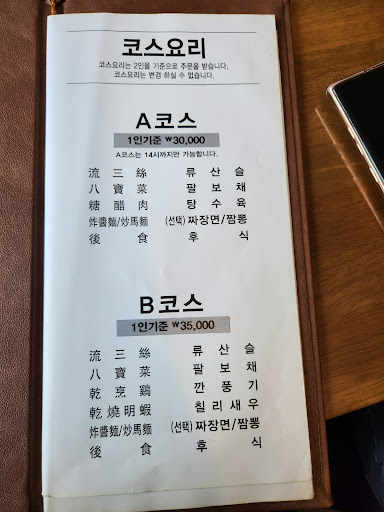 코스요리
코스요리는 2인을 기준으로 주문을 받습니다.
코스요리는 변경 하실 수 없습니다.
A코스
1인기준 ₩30,000
A코스는 14시까지만 가능합니다.
流三絲 류산슬
八寶菜 팔보채
糖醋肉 탕수육
炸醬麵/炒馬麵 (선택)짜장면/짬뽕
後食 후식
B코스
1인기준 ₩35,000
流三絲 류산슬
八寶菜 팔보채
乾烹鷄 깐풍기
乾燒明蝦 칠리새우
炸醬麵/炒馬麵 (선택)짜장면/짬뽕
後食 후식